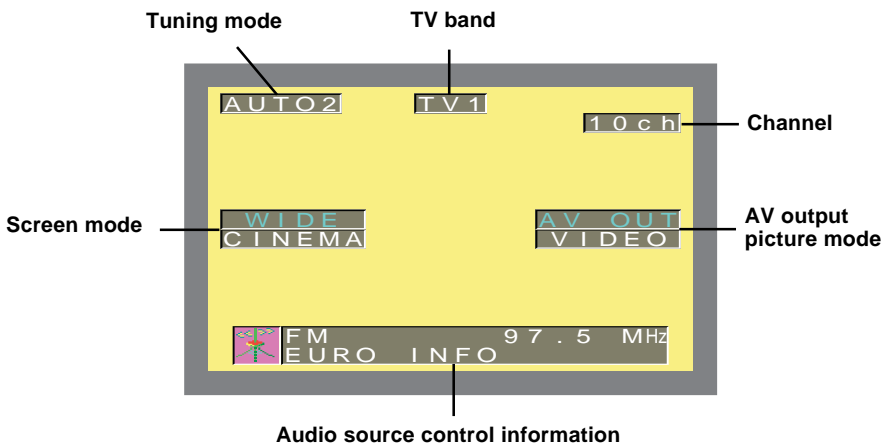 Tuning mode
TV band
AUTO2
TV1
10ch
Channel
Screen mode
WIDE
CINEMA
AV OUT
VIDEO
AV output
picture mode
FM 97.5 MHz
EURO INFO
Audio source control information